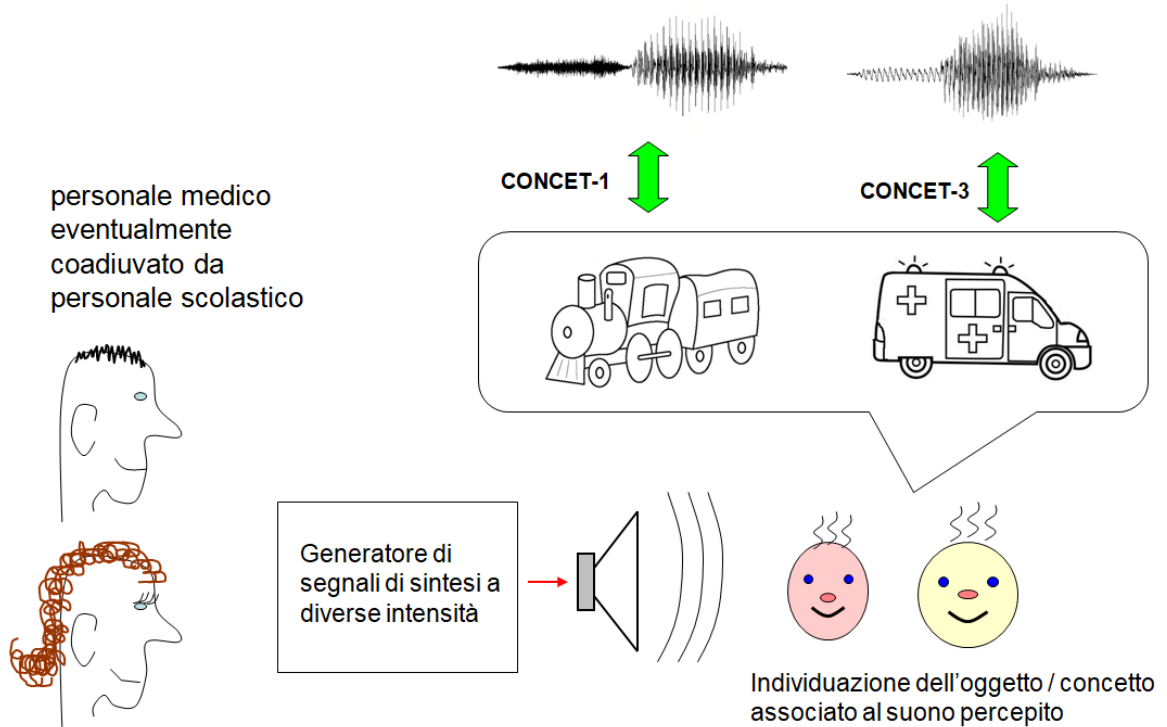 CONCET-1
CONCET-3
personale medico
eventualmente
coadiuvato da
personale scolastico
Generatore di
segnali di sintesi a
diverse intensità
Individuazione dell'oggetto / concetto
associato al suono percepito